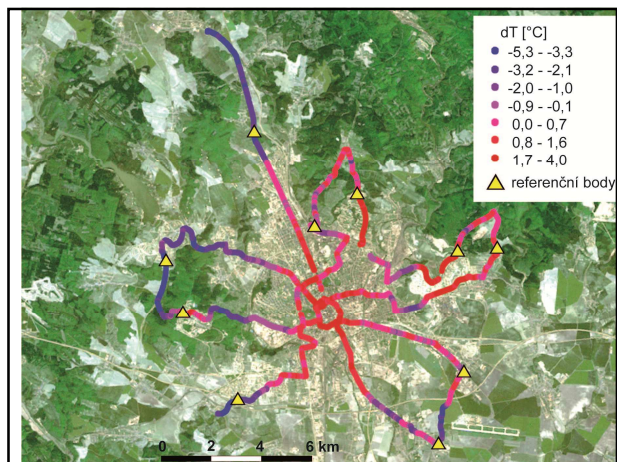 dT [°C]
-5,3 - -3,3
-3,2 - -2,1
-2,0 - -1,0
-0,9 - -0,1
0,0 - 0,7
0,8 - 1,6
1,7 - 4,0
referenční body
0 2 4 6 km